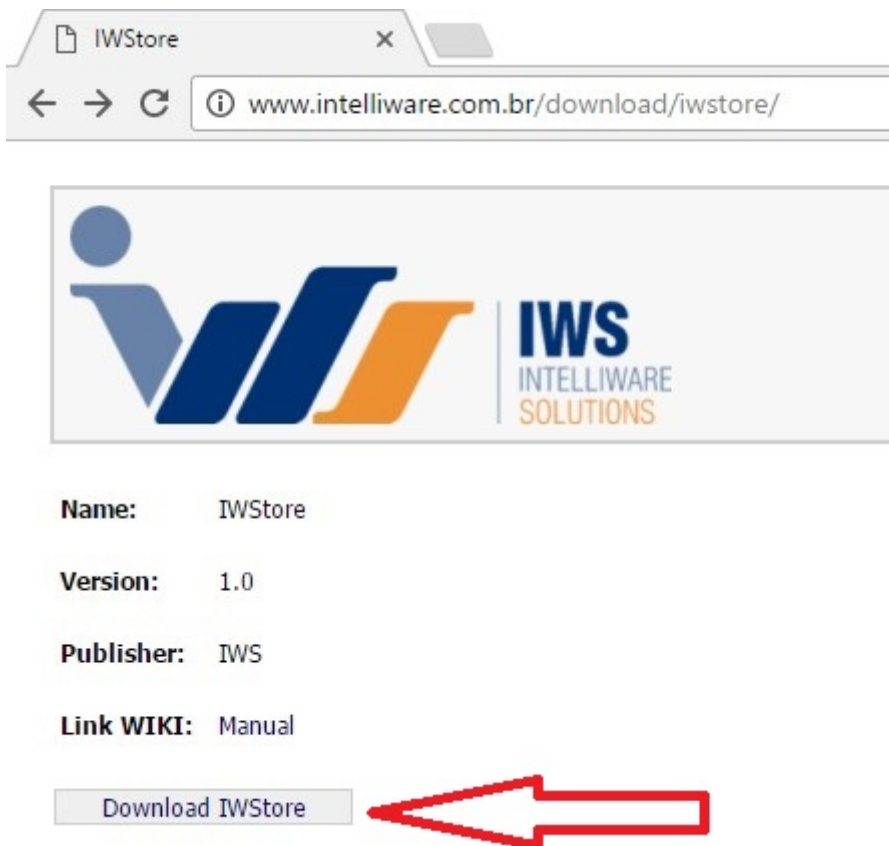 IWStore
www.intelliware.com.br/download/iwstore/
IWS
INTELLIWARE
SOLUTIONS
Name: IWStore
Version: 1.0
Publisher: IWS
Link WIKI: Manual
Download IWStore